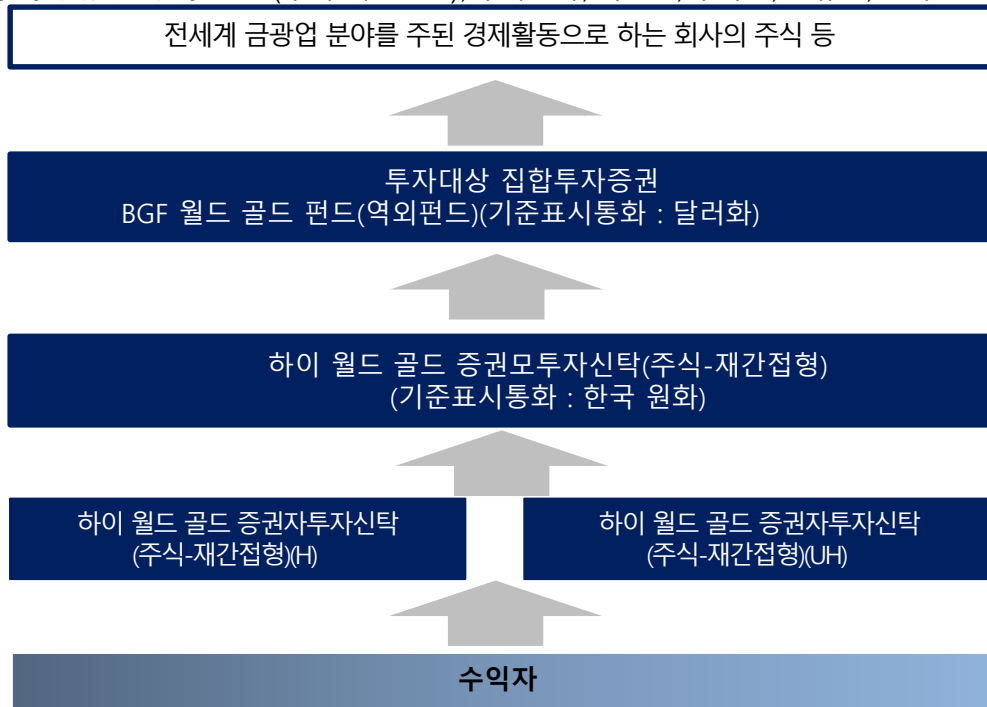 전세계 금광업 분야를 주된 경제활동으로 하는 회사의 주식 등
투자대상 집합투자증권
BGF 월드 골드 펀드(역외펀드)(기준표시통화 : 달러화)
하이 월드 골드 증권모투자신탁(주식-재간접형)
(기준표시통화 : 한국 원화)
하이 월드 골드 증권자투자신탁
(주식-재간접형)(H)
하이 월드 골드 증권자투자신탁
(주식-재간접형)(UH)
수익자